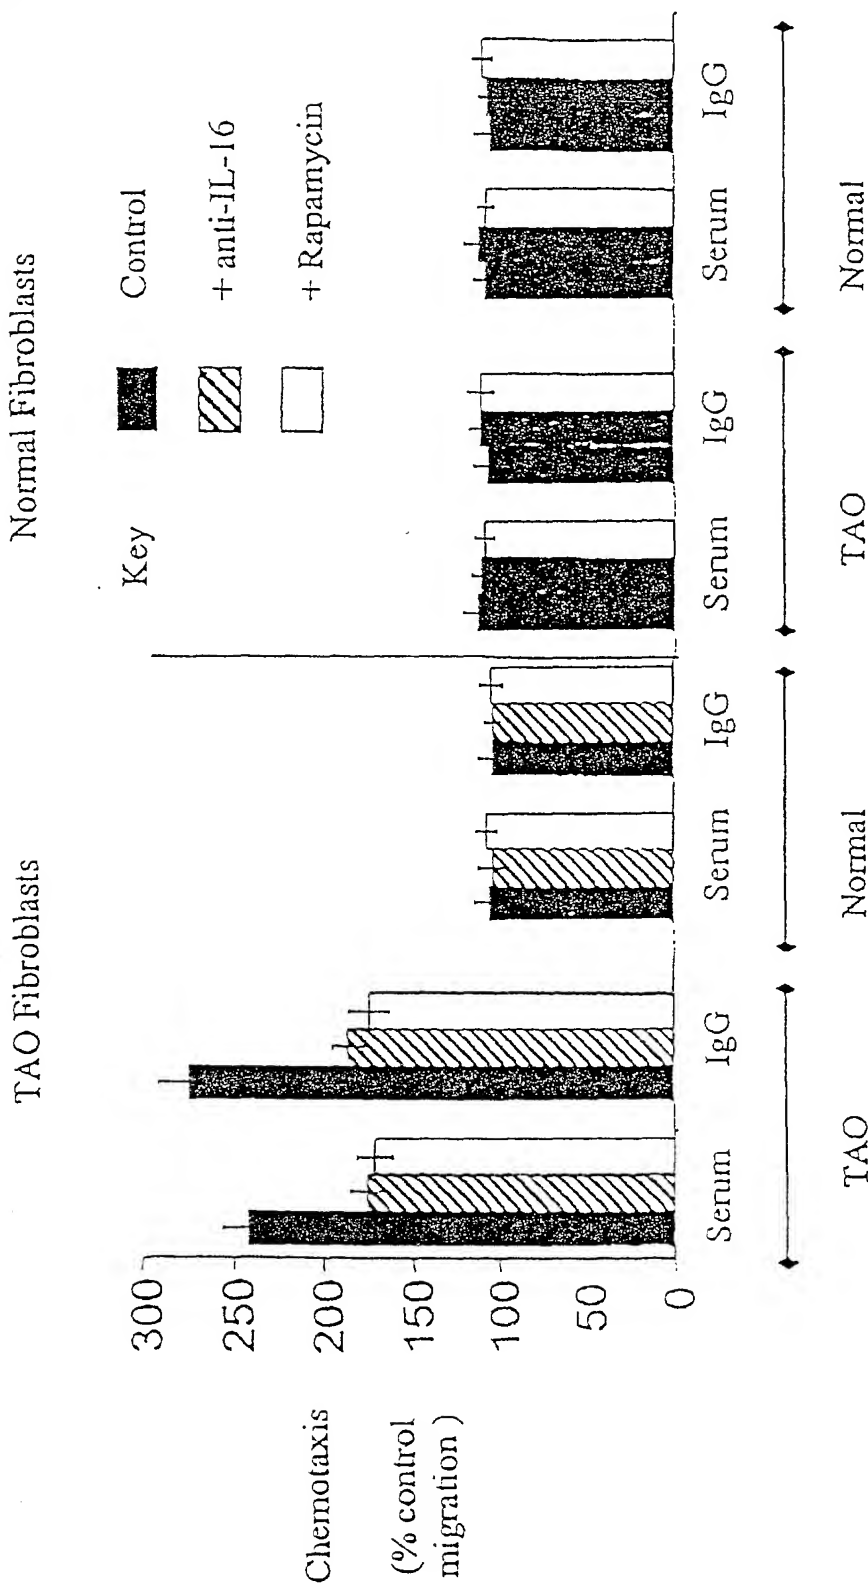 TAO Fibroblasts
Normal Fibroblasts
Key
Control
+ anti-IL-16
+ Rapamycin
Chemotaxis
(% control
migration)
300
250
200
150
100
50
0
Serum
IgG
Serum
IgG
Serum
IgG
Serum
IgG
TAO
Normal
TAO
Normal